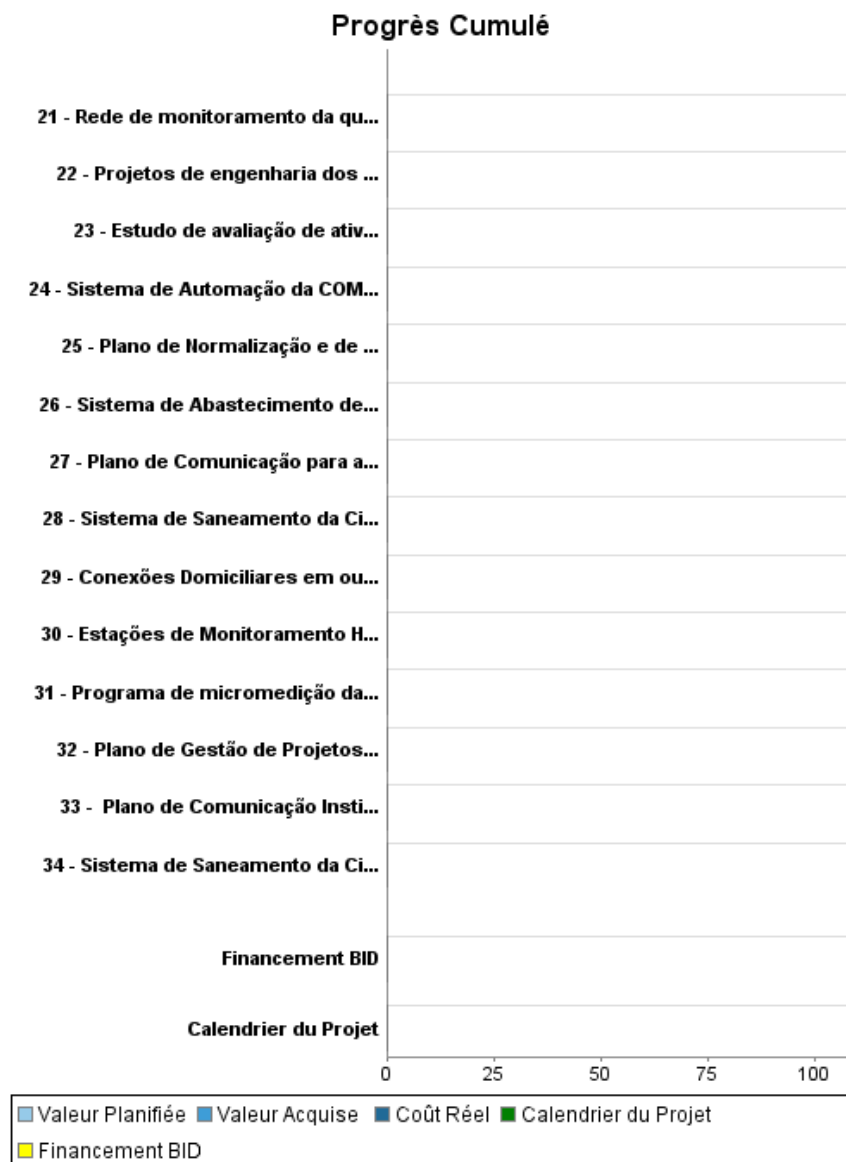 Progrès Cumulé
21 - Rede de monitoramento da qu...
22 - Projetos de engenharia dos ...
23 - Estudo de avaliação de ativ...
24 - Sistema de Automação da COM...
25 - Plano de Normalização e de ...
26 - Sistema de Abastecimento de...
27 - Plano de Comunicação para a...
28 - Sistema de Saneamento da Ci...
29 - Conexões Domiciliares em ou...
30 - Estações de Monitoramento H...
31 - Programa de micromedição da...
32 - Plano de Gestão de Projetos...
33 -  Plano de Comunicação Insti...
34 - Sistema de Saneamento da Ci...
Financement BID
Calendrier du Projet
0 25 50 75 100
Valeur Planifiée Valeur Acquise Coût Réel Calendrier du Projet
Financement BID